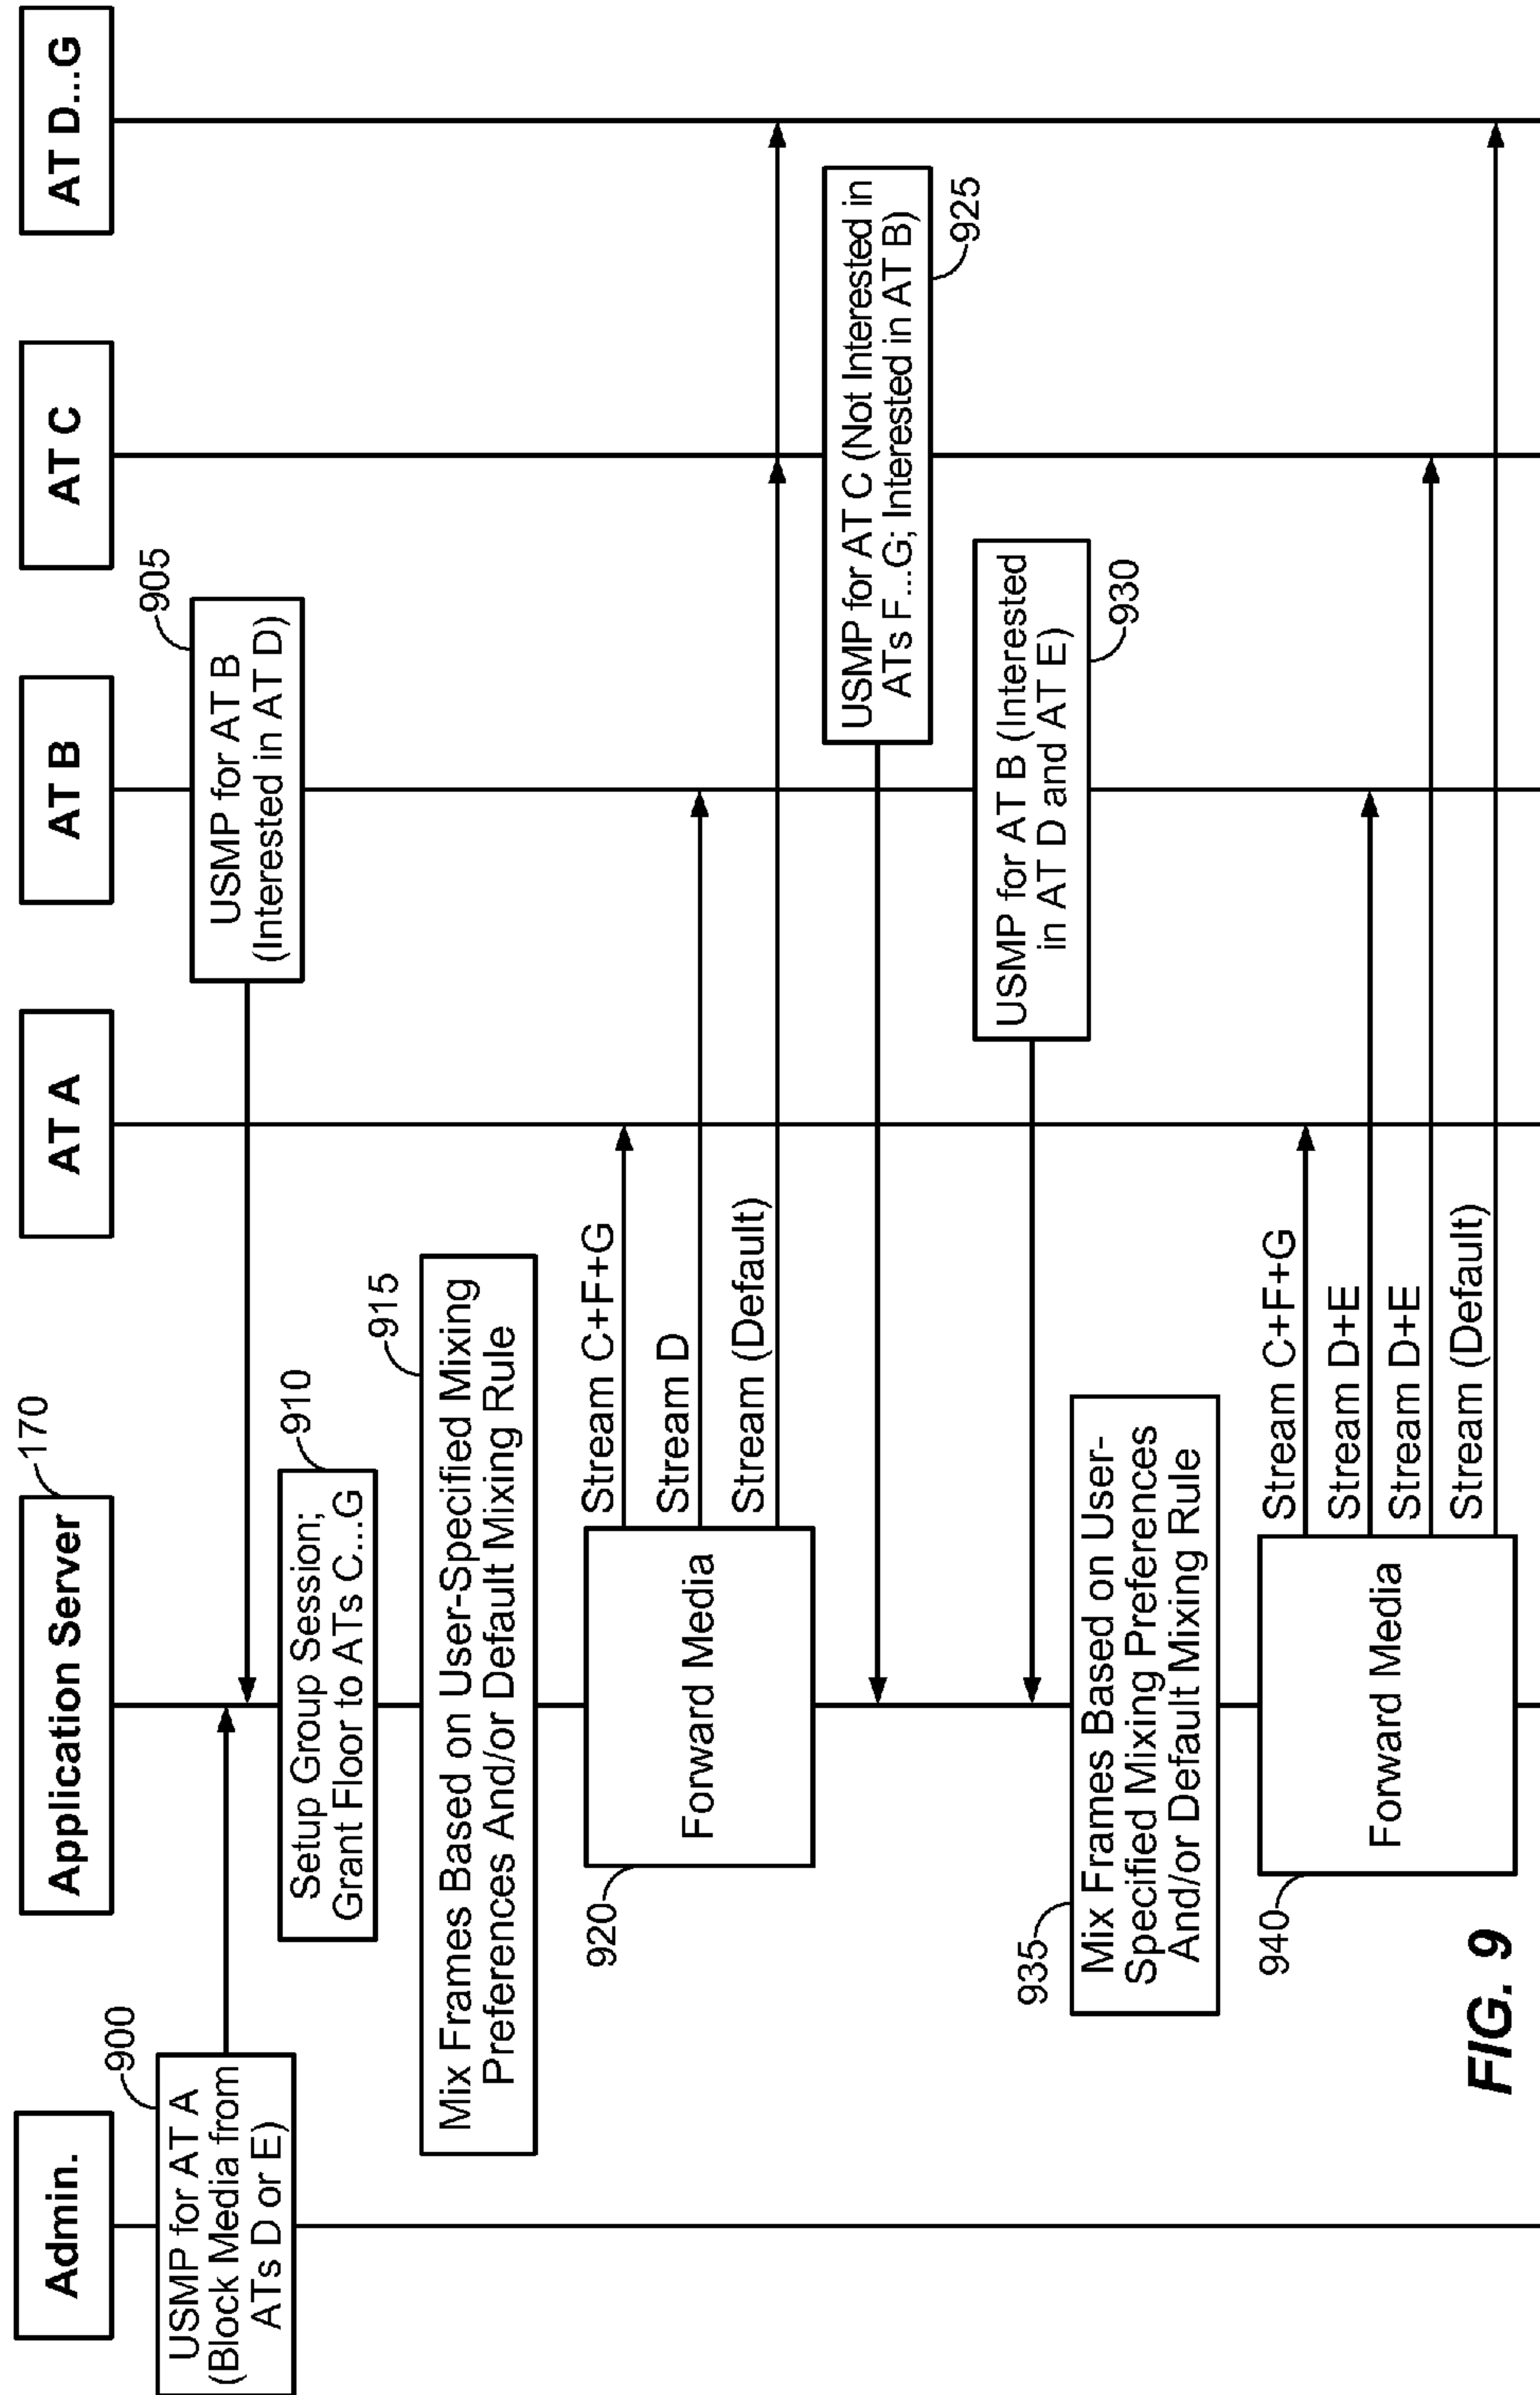 Admin.
Application Server
170
AT A
AT B
AT C
AT D...G
900
USMP for AT A
(Block Media from
ATs D or E)
905
USMP for AT B
(Interested in AT D)
910
Setup Group Session;
Grant Floor to ATs C...G
915
Mix Frames Based on User-Specified Mixing
Preferences And/or Default Mixing Rule
920
Forward Media
Stream C+F+G
Stream D
Stream (Default)
USMP for AT C (Not Interested in
ATs F...G; Interested in AT B)
925
USMP for AT B (Interested
in AT D and AT E)
930
935
Mix Frames Based on User-
Specified Mixing Preferences
And/or Default Mixing Rule
940
Forward Media
Stream C+F+G
Stream D+E
Stream D+E
Stream (Default)
FIG. 9